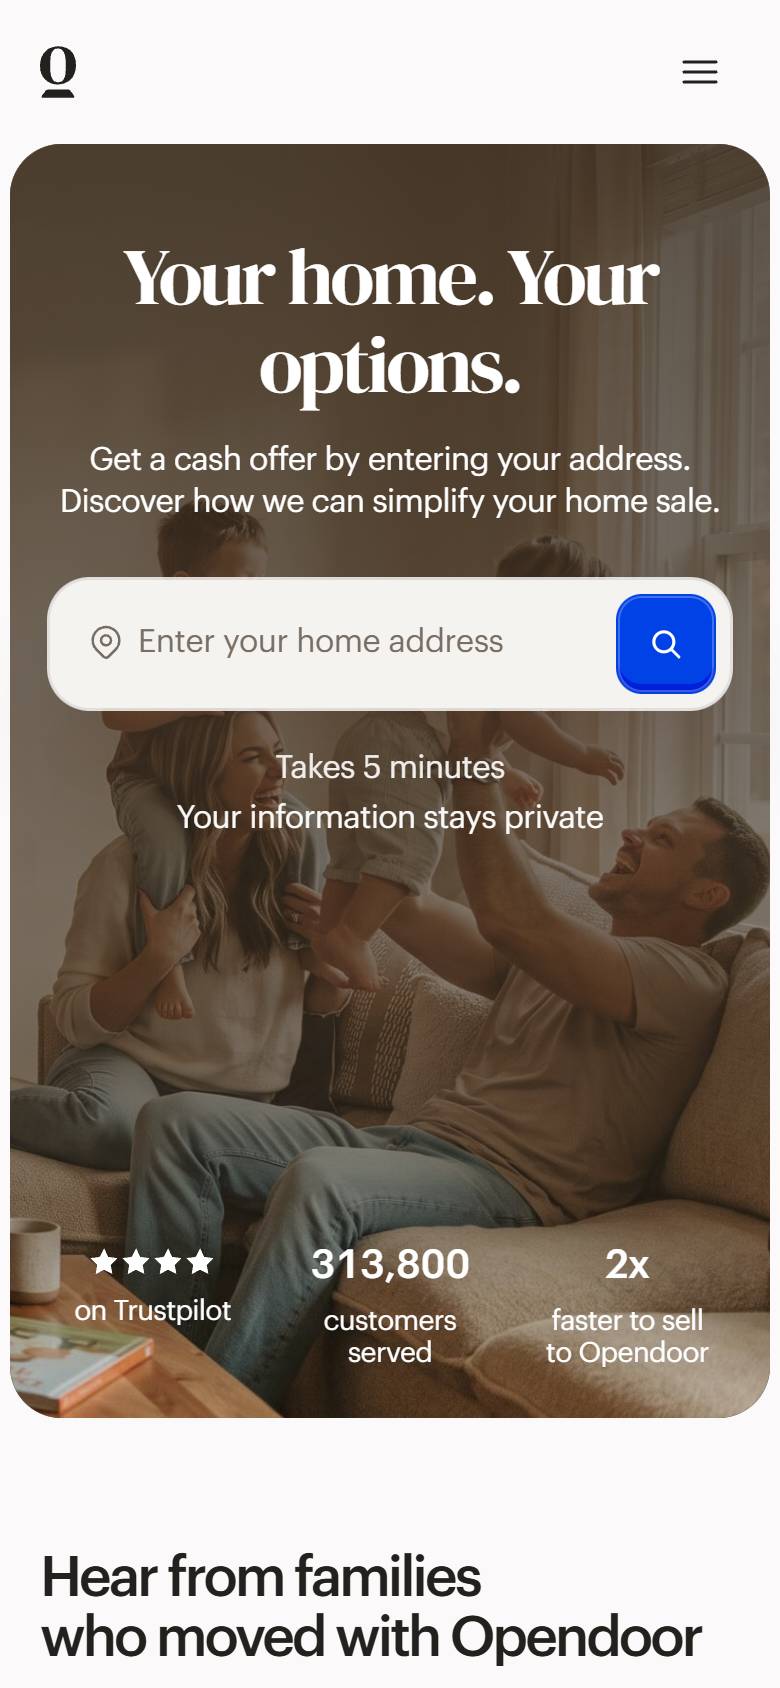 Your home. Your
options.
Get a cash offer by entering your address.
Discover how we can simplify your home sale.
Enter your home address
Takes 5 minutes
Your information stays private
★★★★
on Trustpilot
313,800
customers
served
2x
faster to sell
to Opendoor
Hear from families
who moved with Opendoor